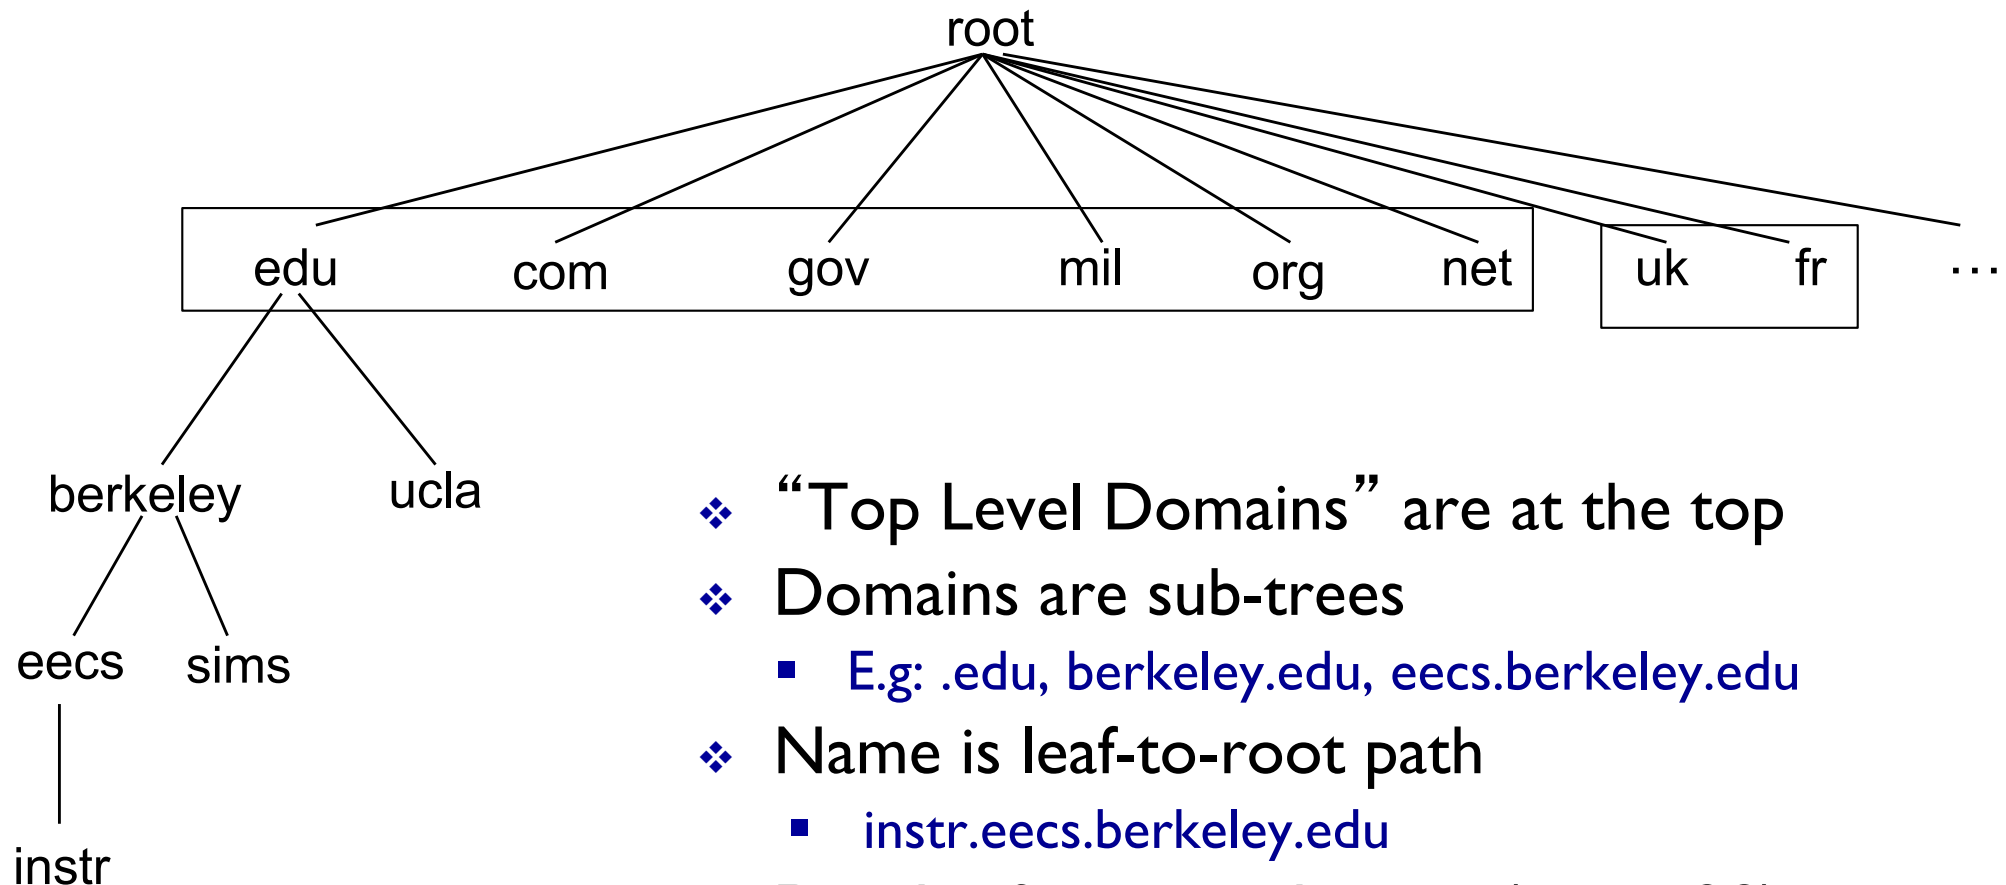 root
edu com gov mil org net uk fr ...
berkeley ucla
❖ “Top Level Domains” are at the top
❖ Domains are sub-trees
eecs sims
▪ E.g: .edu, berkeley.edu, eecs.berkeley.edu
❖ Name is leaf-to-root path
▪ instr.eecs.berkeley.edu
instr